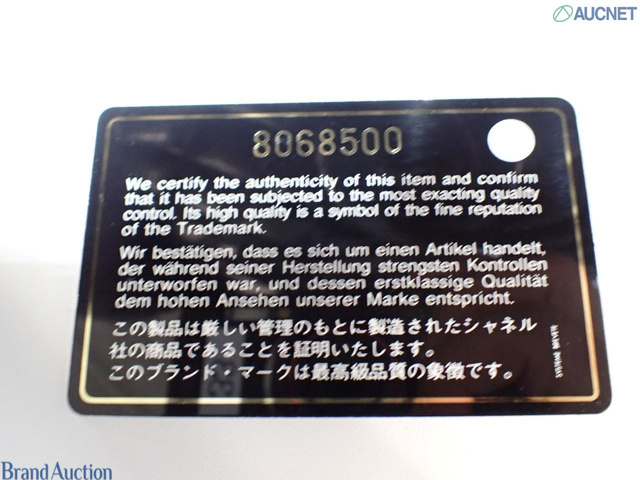 AUCNET
8068500
We certify the authenticity of this item and confirm
that it has been subjected to the most exacting quality
control. Its high quality is a symbol of the fine reputation
of the Trademark.
Wir bestätigen, dass es sich um einen Artikel handelt,
der während seiner Herstellung strengsten Kontrollen
unterworfen war, und dessen erstklassige Qualität
dem hohen Ansehen unserer Marke entspricht.
この製品は厳しい管理のもとに製造されたシャネル
社の商品であることを証明いたします。
このブランド・マークは最高級品質の象徴です。
Brand Auction